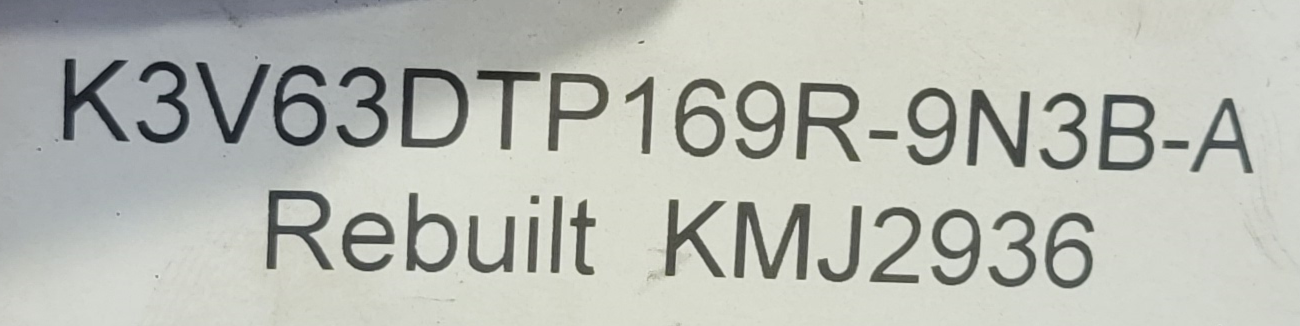 K3V63DTP169R-9N3B-A
Rebuilt KMJ2936